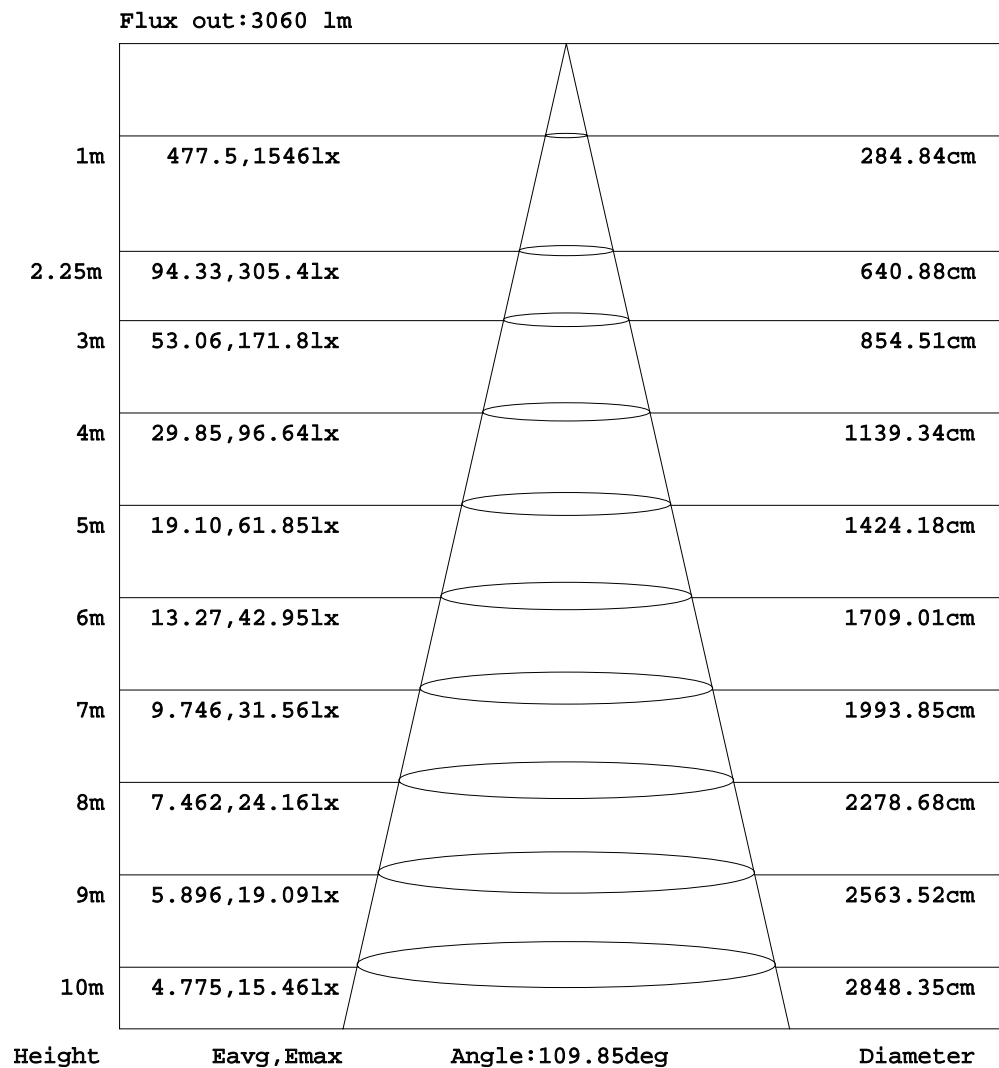 Flux out:3060 lm
1m 477.5,1546lx 284.84cm
2.25m 94.33,305.4lx 640.88cm
3m 53.06,171.8lx 854.51cm
4m 29.85,96.64lx 1139.34cm
5m 19.10,61.85lx 1424.18cm
6m 13.27,42.95lx 1709.01cm
7m 9.746,31.56lx 1993.85cm
8m 7.462,24.16lx 2278.68cm
9m 5.896,19.09lx 2563.52cm
10m 4.775,15.46lx 2848.35cm
Height Eavg,Emax Angle:109.85deg Diameter